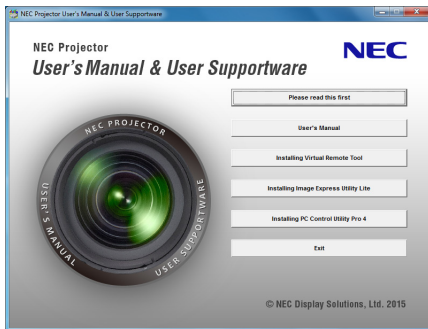 NEC Projector User's Manual & User Supportware
NEC Projector
NEC
User's Manual & User Supportware
NEC PROJECTOR
USER'S MANUAL
USER SUPPORTWARE
Please read this first
User's Manual
Installing Virtual Remote Tool
Installing Image Express Utility Lite
Installing PC Control Utility Pro 4
Exit
© NEC Display Solutions, Ltd. 2015